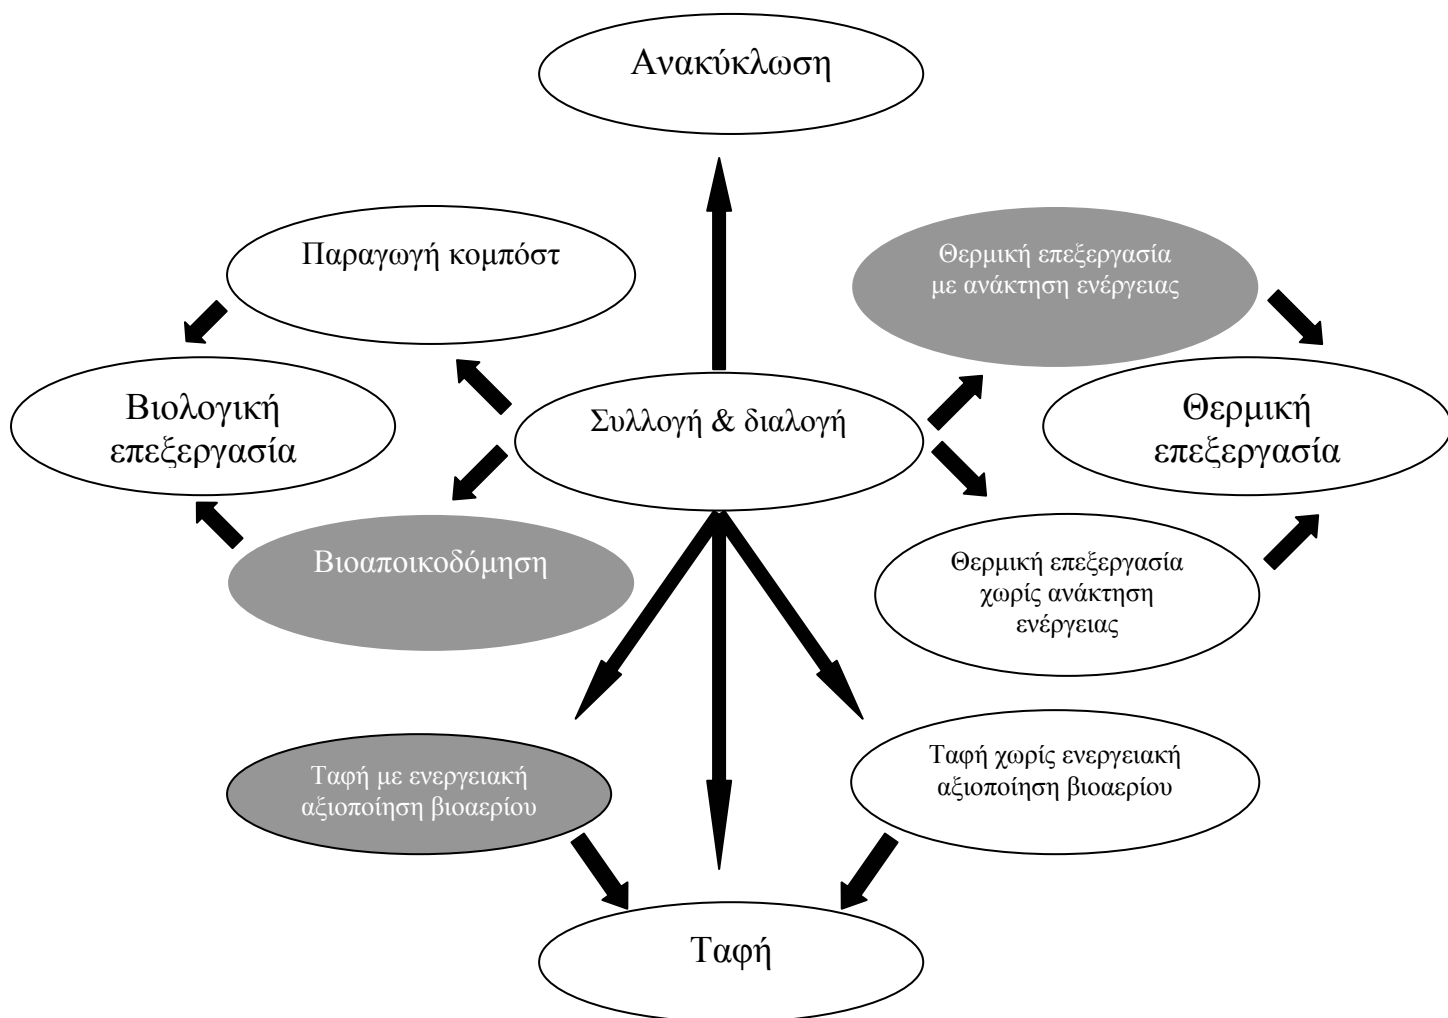 Ανακύκλωση
Παραγωγή κομπόστ
Θερμική επεξεργασία
με ανάκτηση ενέργειας
Βιολογική
επεξεργασία
Συλλογή & διαλογή
Θερμική
επεξεργασία
Βιοαποικοδόμηση
Θερμική επεξεργασία
χωρίς ανάκτηση
ενέργειας
Ταφή με ενεργειακή
αξιοποίηση βιοαερίου
Ταφή χωρίς ενεργειακή
αξιοποίηση βιοαερίου
Ταφή